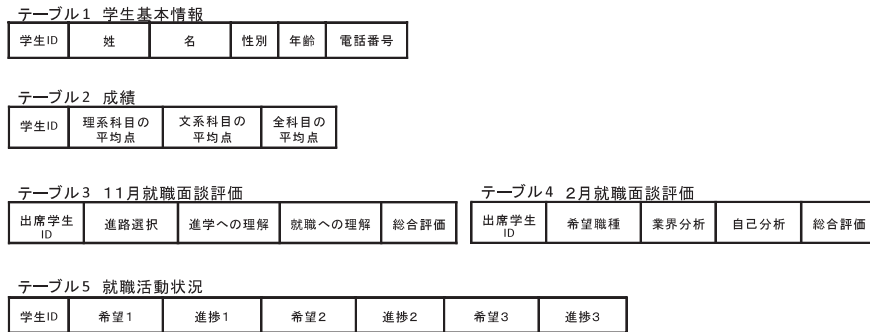 テーブル1 学生基本情報
学生ID 姓 名 性別 年齢 電話番号
テーブル2 成績
学生ID 理系科目の平均点 文系科目の平均点 全科目の平均点
テーブル3 11月就職面談評価
出席学生ID 進路選択 進学への理解 就職への理解 総合評価
テーブル4 2月就職面談評価
出席学生ID 希望職種 業界分析 自己分析 総合評価
テーブル5 就職活動状況
学生ID 希望1 進捗1 希望2 進捗2 希望3 進捗3